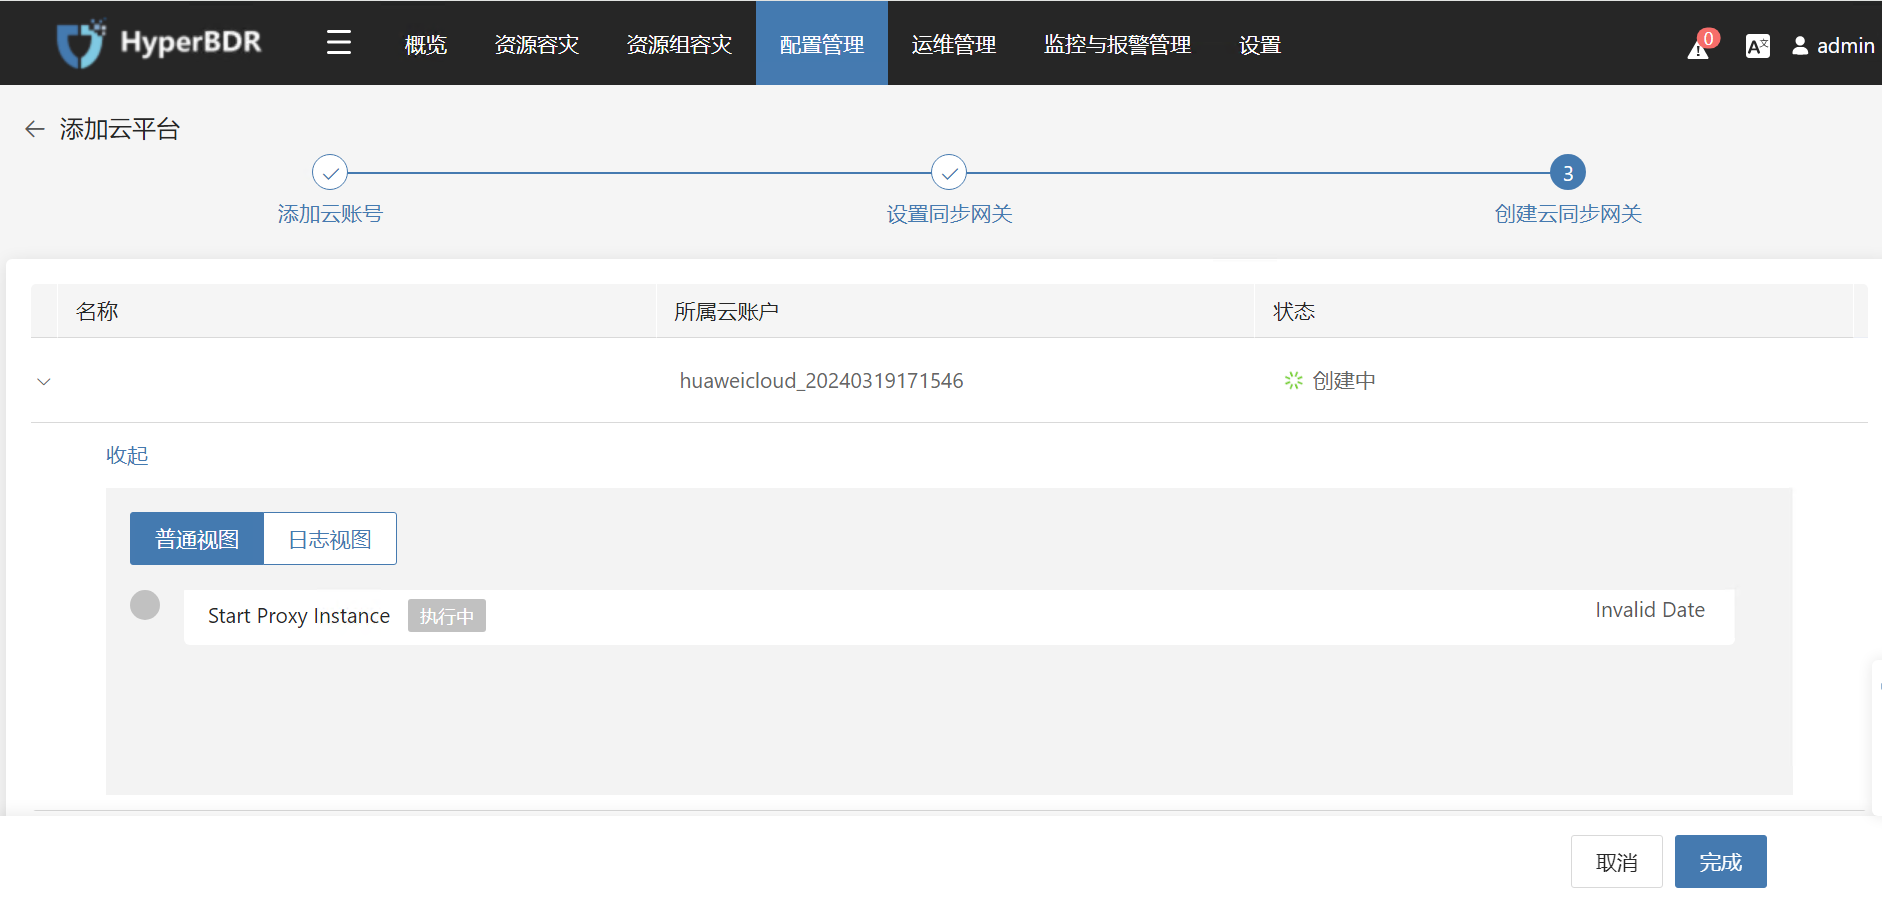 HyperBDR
概览 资源容灾 资源组容灾 配置管理 运维管理 监控与报警管理 设置
0
A文
admin
添加云平台
3
添加云账号 设置同步网关 创建云同步网关
名称 所属云账户 状态
huaweicloud_20240319171546 创建中
收起
普通视图 日志视图
Start Proxy Instance 执行中 Invalid Date
取消 完成